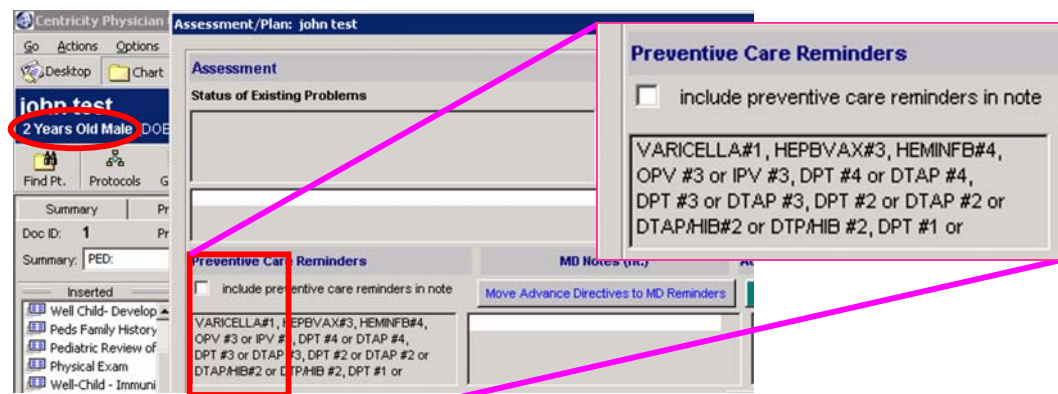 Centricity Physician
Assessment/Plan: john test
Go Actions Options
Desktop Chart
Assessment
Status of Existing Problems
john test
2 Years Old Male DOB
Find Pt. Protocols G
Summary Pr
Doc ID: 1 Pr
Summary: PED:
Inserted
Well Child- Develop
Peds Family History
Pediatric Review of
Physical Exam
Well-Child - Immuni
Preventive Care Reminders
include preventive care reminders in note
VARICELLA#1, HEPBVAX#3, HEMINFB#4,
OPV #3 or IPV #3, DPT #4 or DTAP #4,
DPT #3 or DTAP #3, DPT #2 or DTAP #2 or
DTAP/HIB#2 or DTP/HIB #2, DPT #1 or
MD Notes (
Move Advance Directives to MD Reminders
Preventive Care Reminders
include preventive care reminders in note
VARICELLA#1, HEPBVAX#3, HEMINFB#4,
OPV #3 or IPV #3, DPT #4 or DTAP #4,
DPT #3 or DTAP #3, DPT #2 or DTAP #2 or
DTAP/HIB#2 or DTP/HIB #2, DPT #1 or